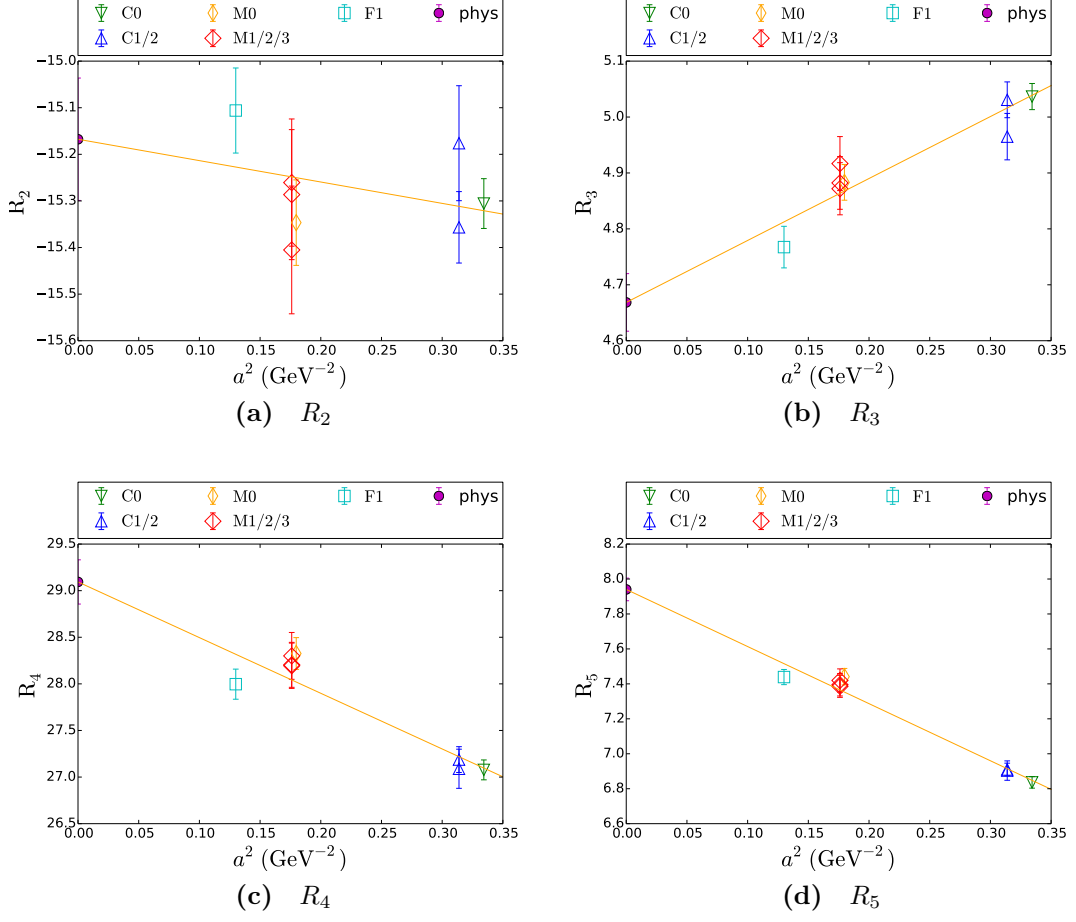 C0 M0 F1 phys
C1/2 M1/2/3
−15.0
−15.1
−15.2
−15.3
−15.4
−15.5
−15.6
R2
0.00 0.05 0.10 0.15 0.20 0.25 0.30 0.35
a² (GeV⁻²)
(a) R2
C0 M0 F1 phys
C1/2 M1/2/3
5.1
5.0
4.9
4.8
4.7
4.6
R3
0.00 0.05 0.10 0.15 0.20 0.25 0.30 0.35
a² (GeV⁻²)
(b) R3
C0 M0 F1 phys
C1/2 M1/2/3
29.5
29.0
28.5
28.0
27.5
27.0
26.5
R4
0.00 0.05 0.10 0.15 0.20 0.25 0.30 0.35
a² (GeV⁻²)
(c) R4
C0 M0 F1 phys
C1/2 M1/2/3
8.2
8.0
7.8
7.6
7.4
7.2
7.0
6.8
6.6
R5
0.00 0.05 0.10 0.15 0.20 0.25 0.30 0.35
a² (GeV⁻²)
(d) R5